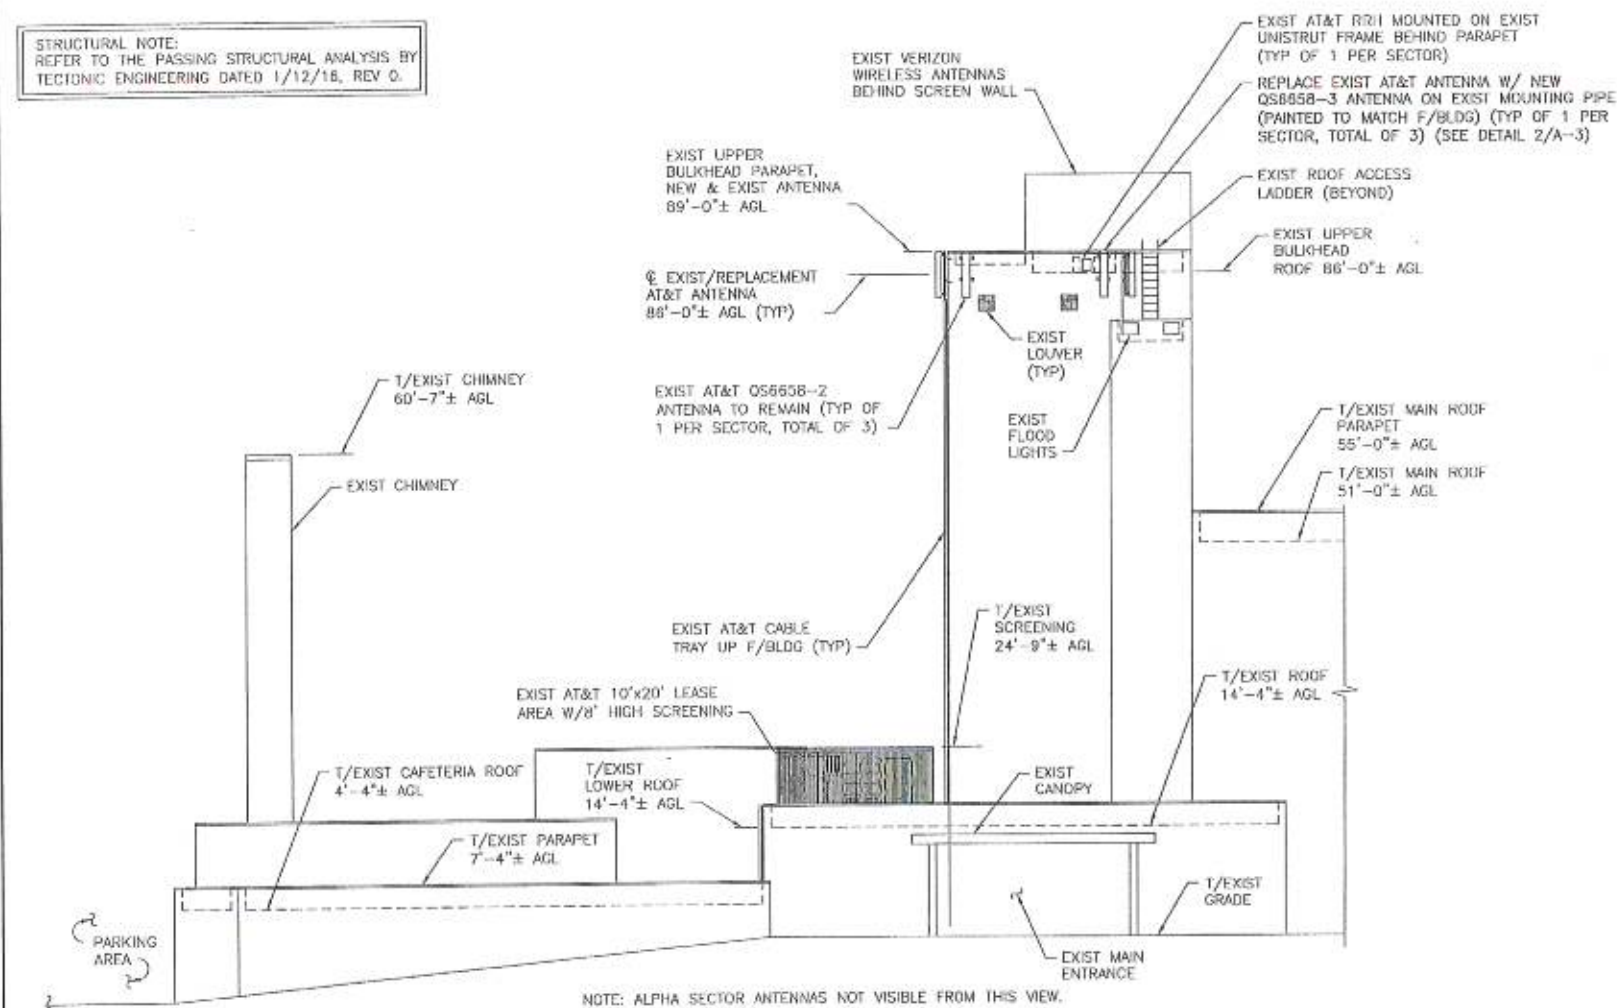 STRUCTURAL NOTE:
REFER TO THE PASSING STRUCTURAL ANALYSIS BY
TECTONIC ENGINEERING DATED 1/12/16, REV 0.
EXIST VERIZON
WIRELESS ANTENNAS
BEHIND SCREEN WALL
EXIST AT&T RRH MOUNTED ON EXIST
UNISTRUT FRAME BEHIND PARAPET
(TYP OF 1 PER SECTOR)
REPLACE EXIST AT&T ANTENNA W/ NEW
QS6658-3 ANTENNA ON EXIST MOUNTING PIPE
(PAINTED TO MATCH F/BLDG) (TYP OF 1 PER
SECTOR, TOTAL OF 3) (SEE DETAIL 2/A-3)
EXIST UPPER
BULKHEAD PARAPET,
NEW & EXIST ANTENNA
89'-0"± AGL
EXIST ROOF ACCESS
LADDER (BEYOND)
EXIST UPPER
BULKHEAD
ROOF 86'-0"± AGL
℄ EXIST/REPLACEMENT
AT&T ANTENNA
86'-0"± AGL (TYP)
EXIST
LOUVER
(TYP)
T/EXIST CHIMNEY
60'-7"± AGL
EXIST AT&T QS6658-2
ANTENNA TO REMAIN (TYP OF
1 PER SECTOR, TOTAL OF 3)
EXIST
FLOOD
LIGHTS
T/EXIST MAIN ROOF
PARAPET
55'-0"± AGL
T/EXIST MAIN ROOF
51'-0"± AGL
EXIST CHIMNEY
EXIST AT&T CABLE
TRAY UP F/BLDG (TYP)
T/EXIST
SCREENING
24'-9"± AGL
EXIST AT&T 10'x20' LEASE
AREA W/8' HIGH SCREENING
T/EXIST ROOF
14'-4"± AGL
T/EXIST CAFETERIA ROOF
4'-4"± AGL
T/EXIST
LOWER ROOF
14'-4"± AGL
EXIST
CANOPY
T/EXIST PARAPET
7'-4"± AGL
T/EXIST
GRADE
PARKING
AREA
EXIST MAIN
ENTRANCE
NOTE: ALPHA SECTOR ANTENNAS NOT VISIBLE FROM THIS VIEW.